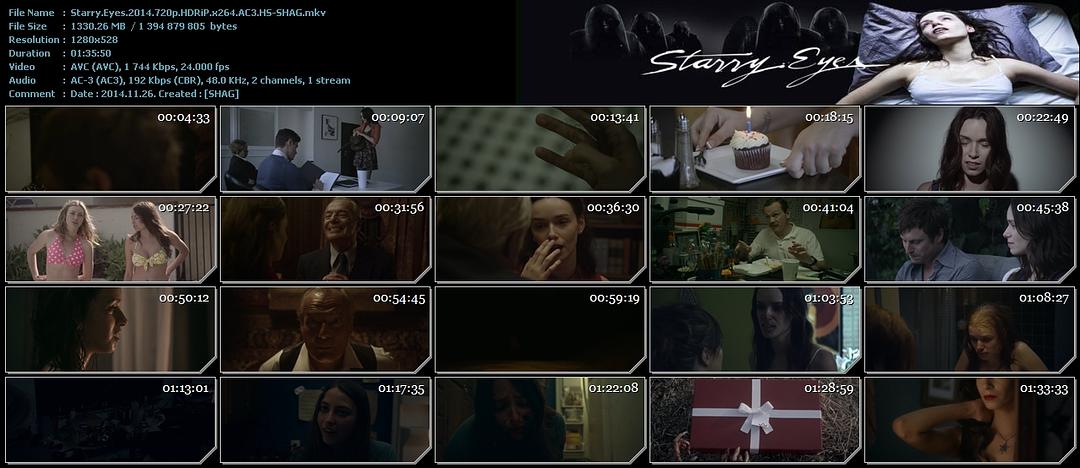 File Name : Starry.Eyes.2014.720p.HDRiP.x264.AC3.HS-SHAG.mkv
File Size : 1330.26 MB / 1 394 879 805 bytes
Resolution : 1280x528
Duration : 01:35:50
Video : AVC (AVC), 1 744 Kbps, 24.000 fps
Audio : AC-3 (AC3), 192 Kbps (CBR), 48.0 KHz, 2 channels, 1 stream
Comment : Date : 2014.11.26. Created : [SHAG]
Starry Eyes
00:04:33 00:09:07 00:13:41 00:18:15 00:22:49
00:27:22 00:31:56 00:36:30 00:41:04 00:45:38
00:50:12 00:54:45 00:59:19 01:03:53 01:08:27
01:13:01 01:17:35 01:22:08 01:28:59 01:33:33